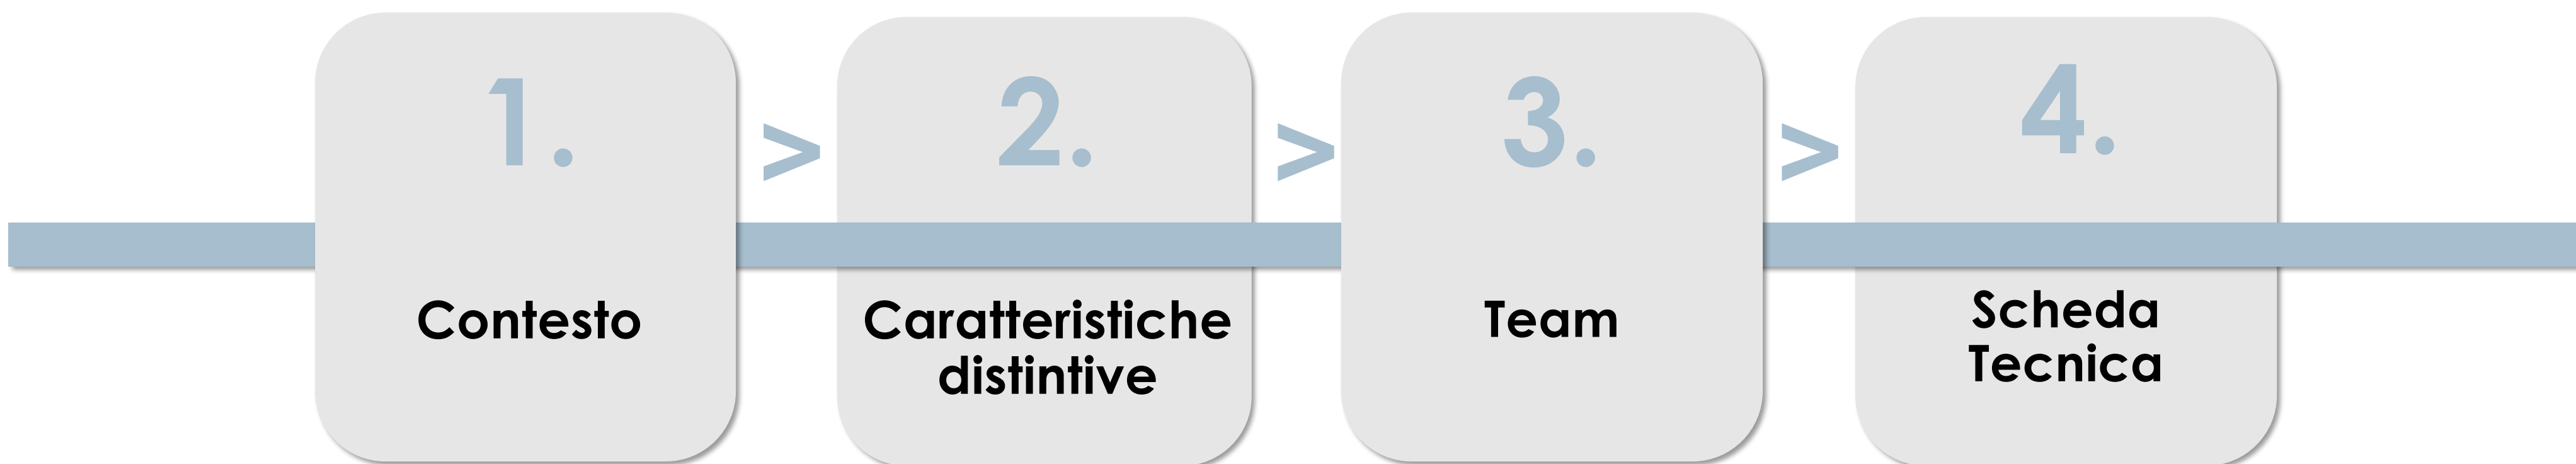 1.
>
2.
>
3.
>
4.
Contesto
Caratteristiche
distintive
Team
Scheda
Tecnica